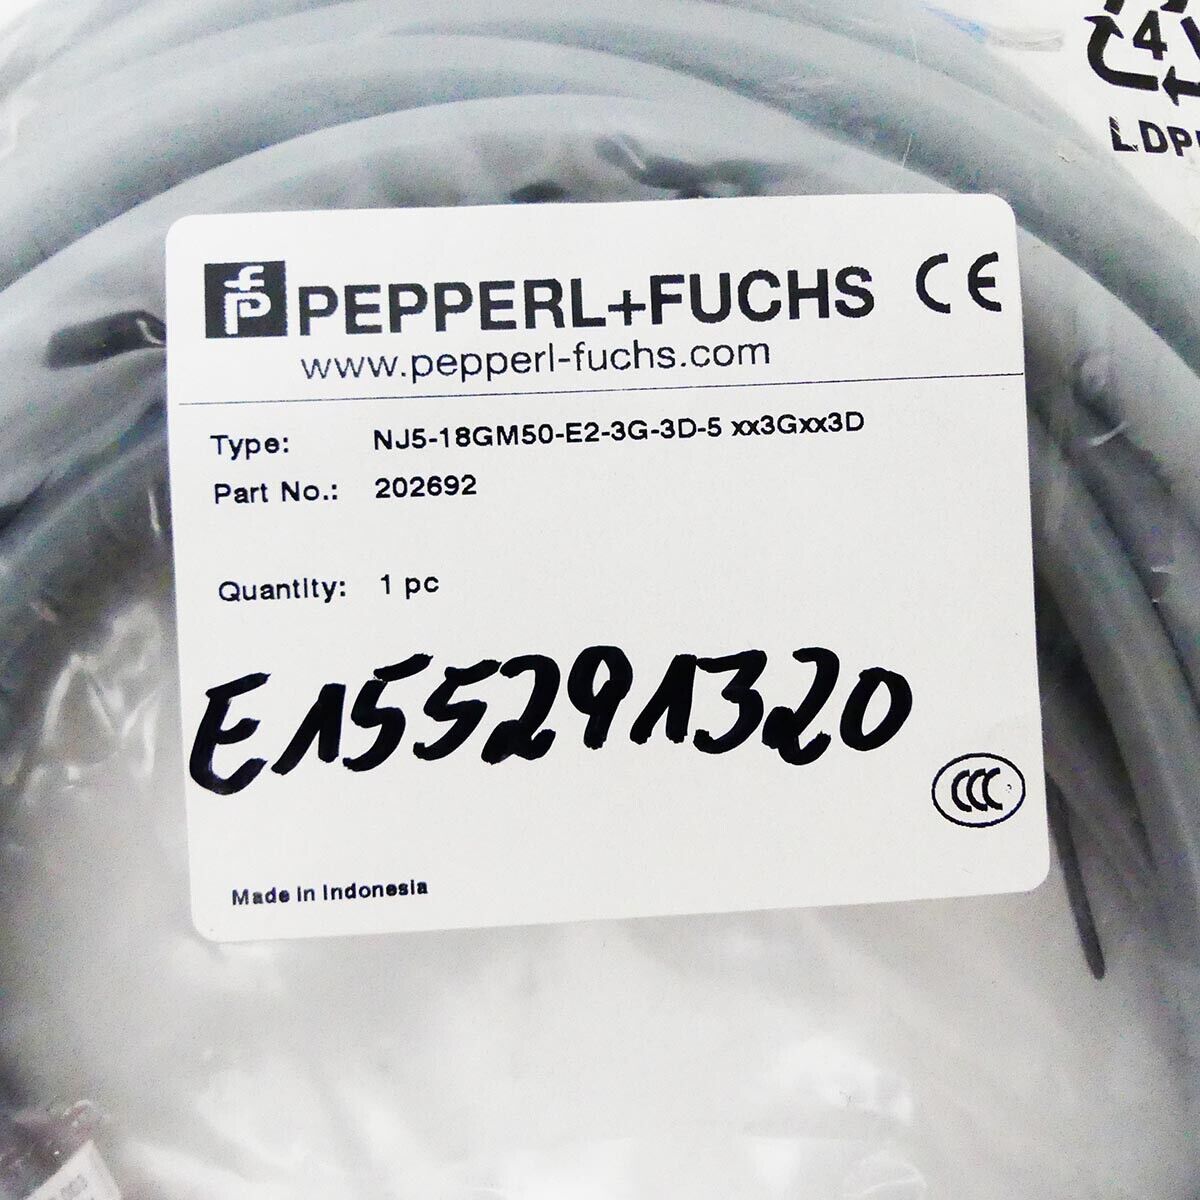 4
LDP
PEPPERL+FUCHS CE
www.pepperl-fuchs.com
Type: NJ5-18GM50-E2-3G-3D-5 xx3Gxx3D
Part No.: 202692
Quantity: 1 pc
E155291320
CCC
Made in Indonesia